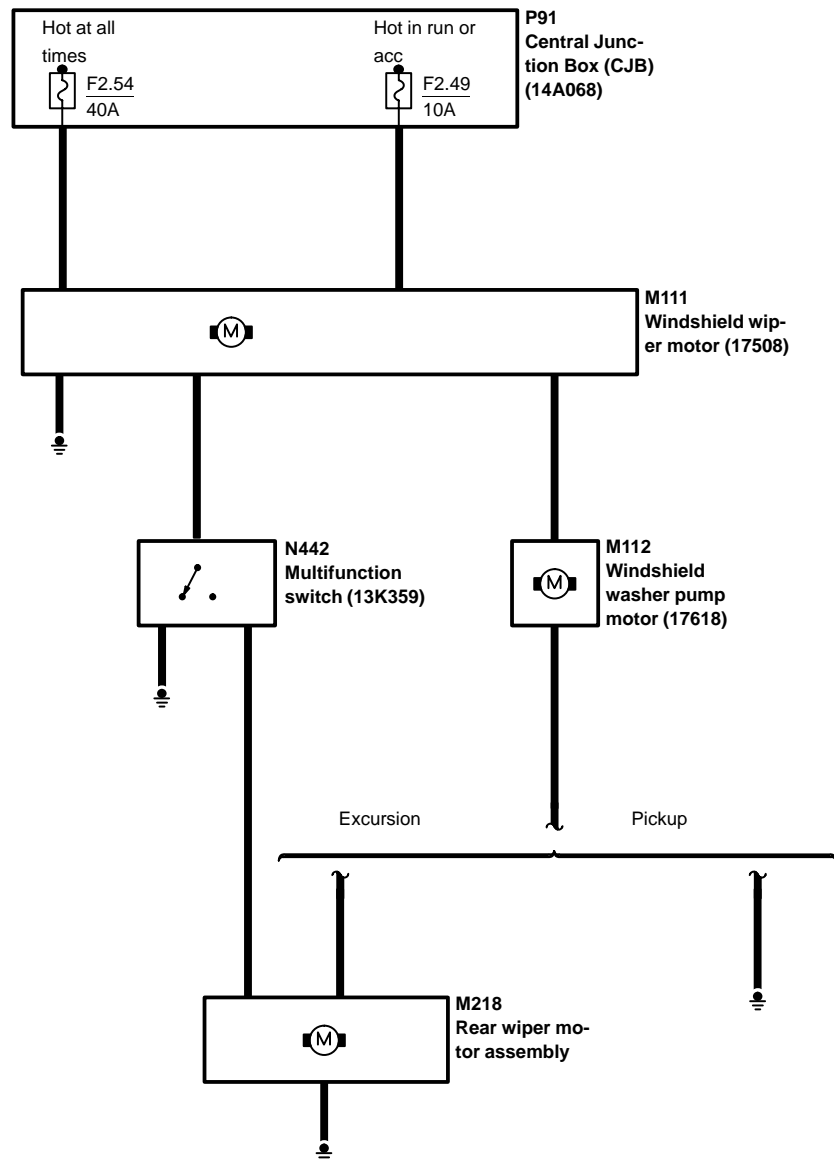 Hot at all
times
F2.54
40A
Hot in run or
acc
F2.49
10A
P91
Central Junc-
tion Box (CJB)
(14A068)
M
M111
Windshield wip-
er motor (17508)
N442
Multifunction
switch (13K359)
M
M112
Windshield
washer pump
motor (17618)
Excursion
Pickup
M
M218
Rear wiper mo-
tor assembly